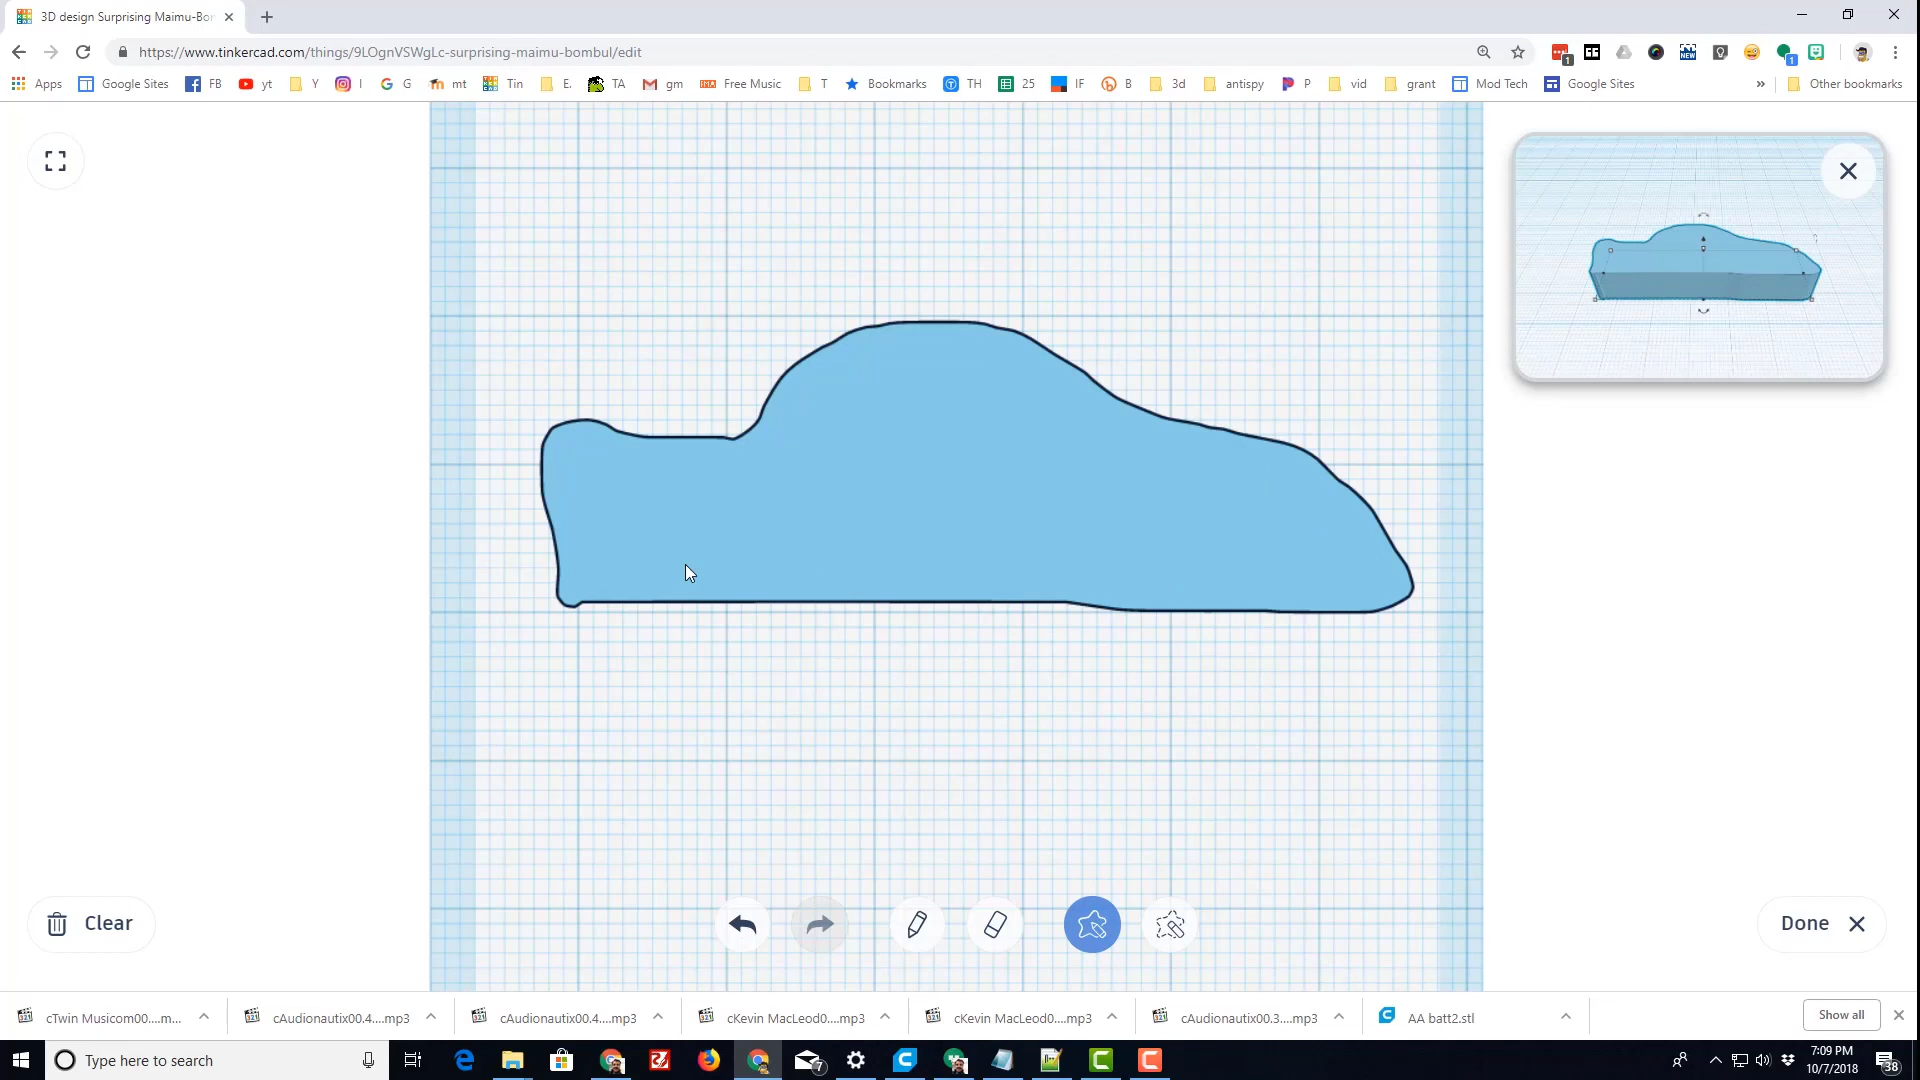 3D design Surprising Maimu-Bor
https://www.tinkercad.com/things/9LOgnVSWgLc-surprising-maimu-bombul/edit
Apps Google Sites FB yt Y I G mt Tin E. TA gm Free Music T Bookmarks TH 25 IF B 3d antispy P vid grant Mod Tech Google Sites » Other bookmarks
Clear
Done
cTwin Musicom00....m... cAudionautix00.4....mp3 cAudionautix00.4....mp3 cKevin MacLeod0....mp3 cKevin MacLeod0....mp3 cAudionautix00.3....mp3 AA batt2.stl Show all
Type here to search
7
7:09 PM
10/7/2018
38